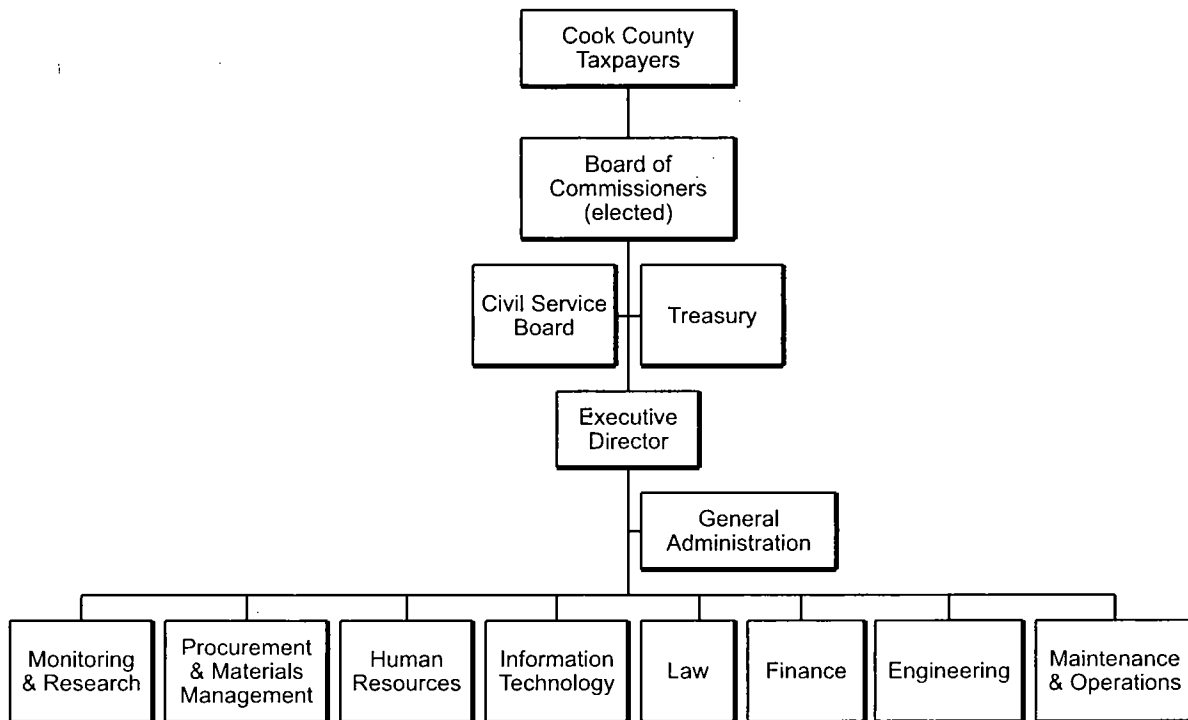 Cook County
Taxpayers
Board of
Commissioners
(elected)
Civil Service
Board
Treasury
Executive
Director
General
Administration
Monitoring
& Research
Procurement
& Materials
Management
Human
Resources
Information
Technology
Law
Finance
Engineering
Maintenance
& Operations